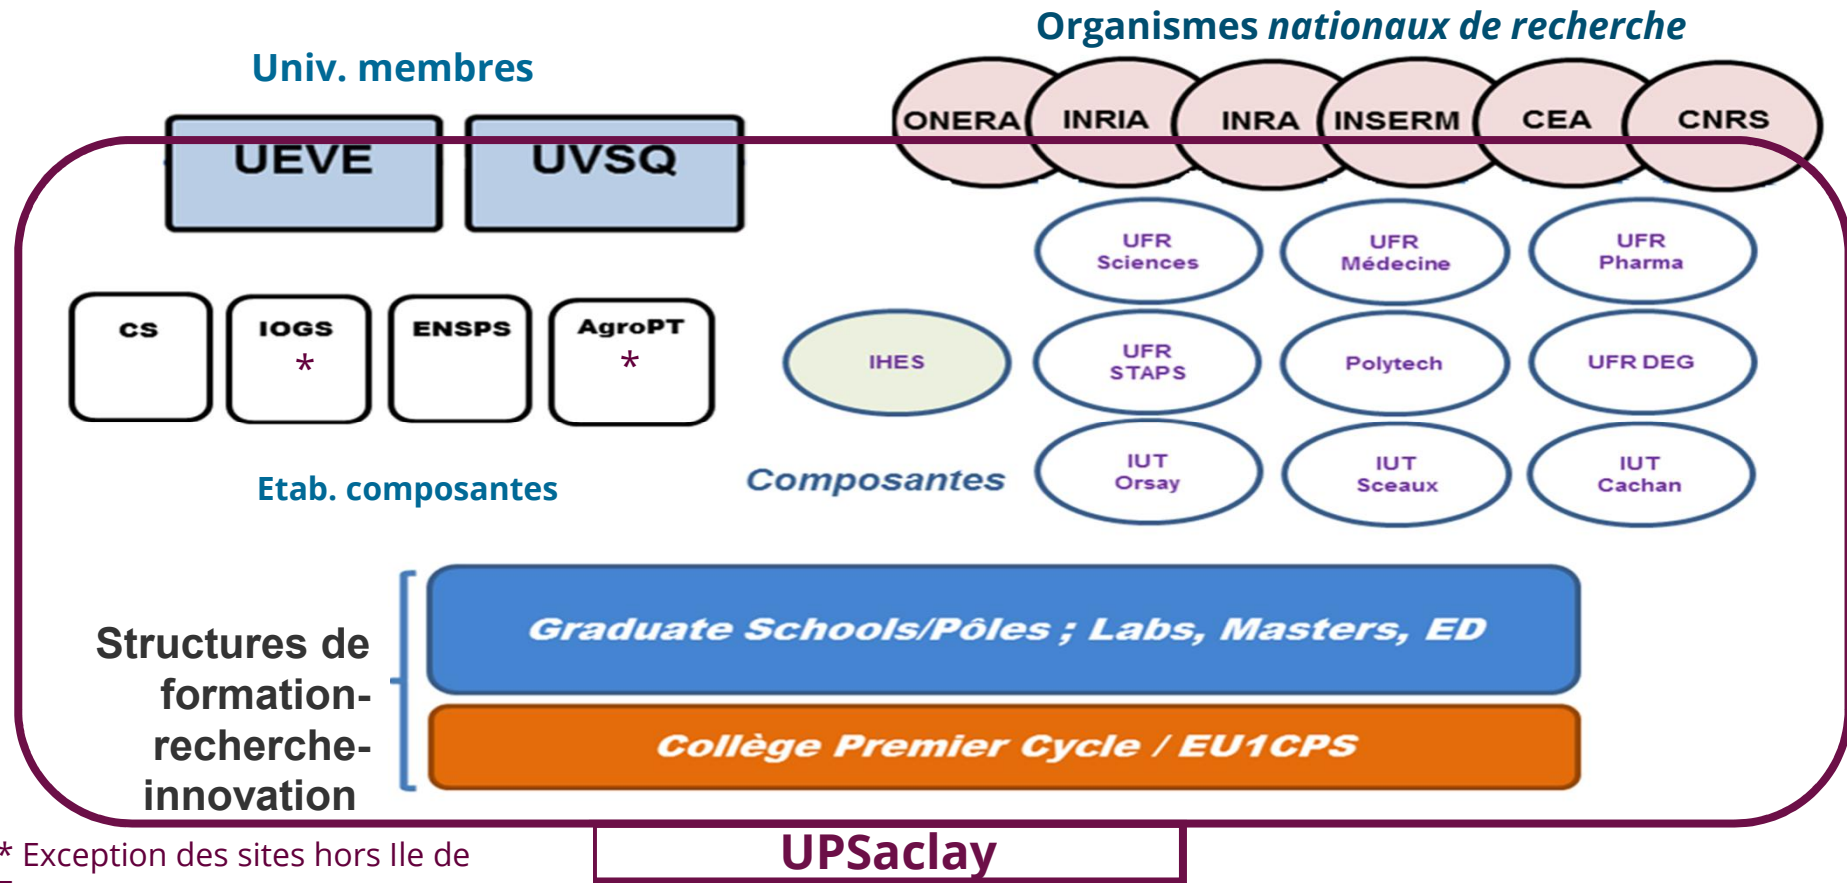 Organismes nationaux de recherche
Univ. membres
ONERA
INRIA
INRA
INSERM
CEA
CNRS
UEVE
UVSQ
UFR
Sciences
UFR
Médecine
UFR
Pharma
CS
IOGS
*
ENSPS
AgroPT
*
IHES
UFR
STAPS
Polytech
UFR DEG
Etab. composantes
Composantes
IUT
Orsay
IUT
Sceaux
IUT
Cachan
Structures de
formation-
recherche-
innovation
Graduate Schools/Pôles ; Labs, Masters, ED
Collège Premier Cycle / EU1CPS
* Exception des sites hors Ile de
UPSaclay